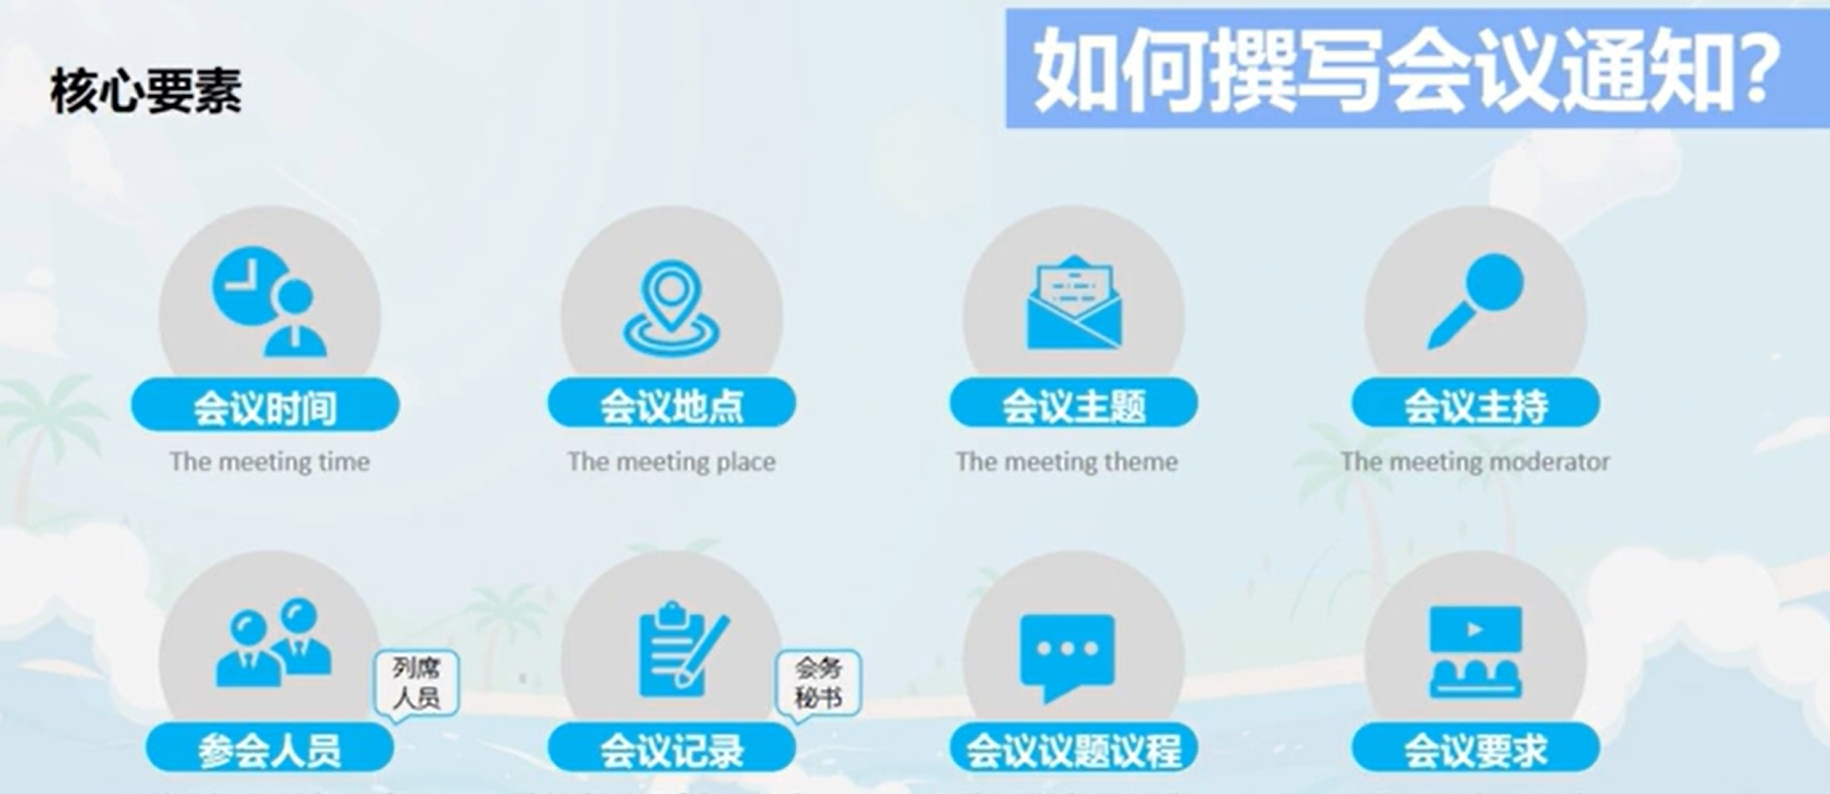 如何撰写会议通知?
核心要素
会议时间
会议地点
会议主题
会议主持
The meeting time
The meeting place
The meeting theme
The meeting moderator
列席
人员
会务
秘书
参会人员
会议记录
会议议题议程
会议要求